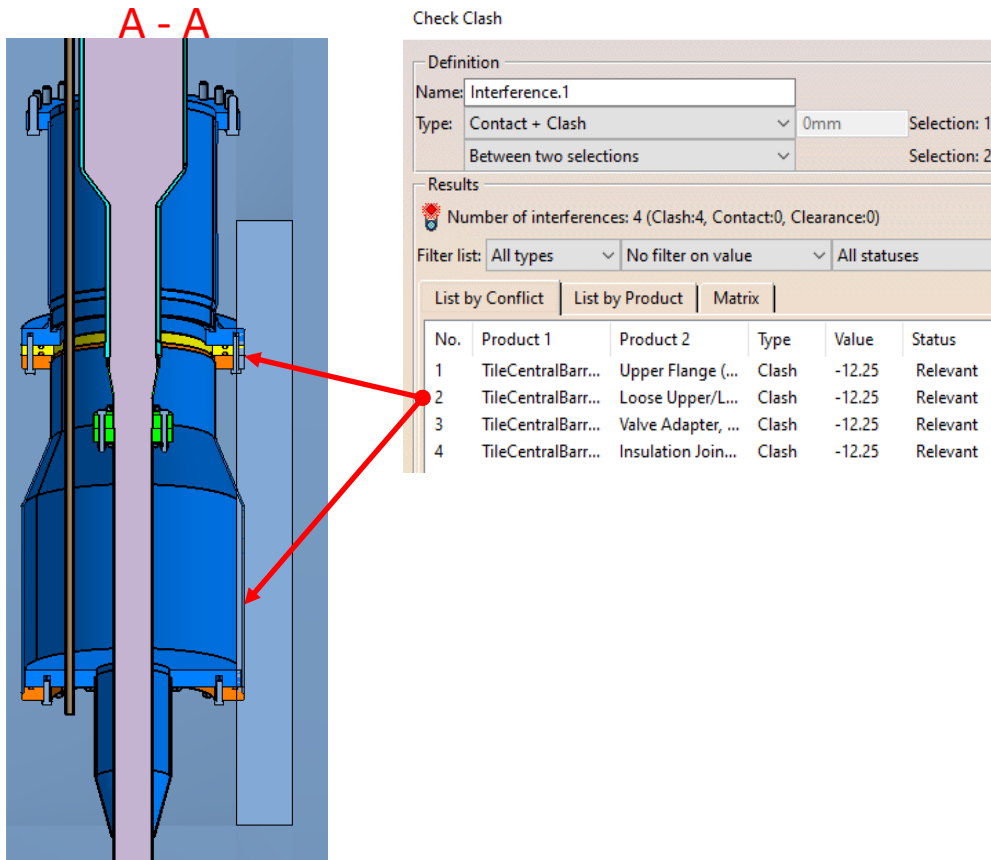 A - A
Check Clash
Definition
Name: Interference.1
Type: Contact + Clash 0mm Selection: 1
Between two selections Selection: 2
Results
Number of interferences: 4 (Clash:4, Contact:0, Clearance:0)
Filter list: All types No filter on value All statuses
List by Conflict List by Product Matrix
No. Product 1 Product 2 Type Value Status
1 TileCentralBarr... Upper Flange (... Clash -12.25 Relevant
2 TileCentralBarr... Loose Upper/L... Clash -12.25 Relevant
3 TileCentralBarr... Valve Adapter, ... Clash -12.25 Relevant
4 TileCentralBarr... Insulation Join... Clash -12.25 Relevant